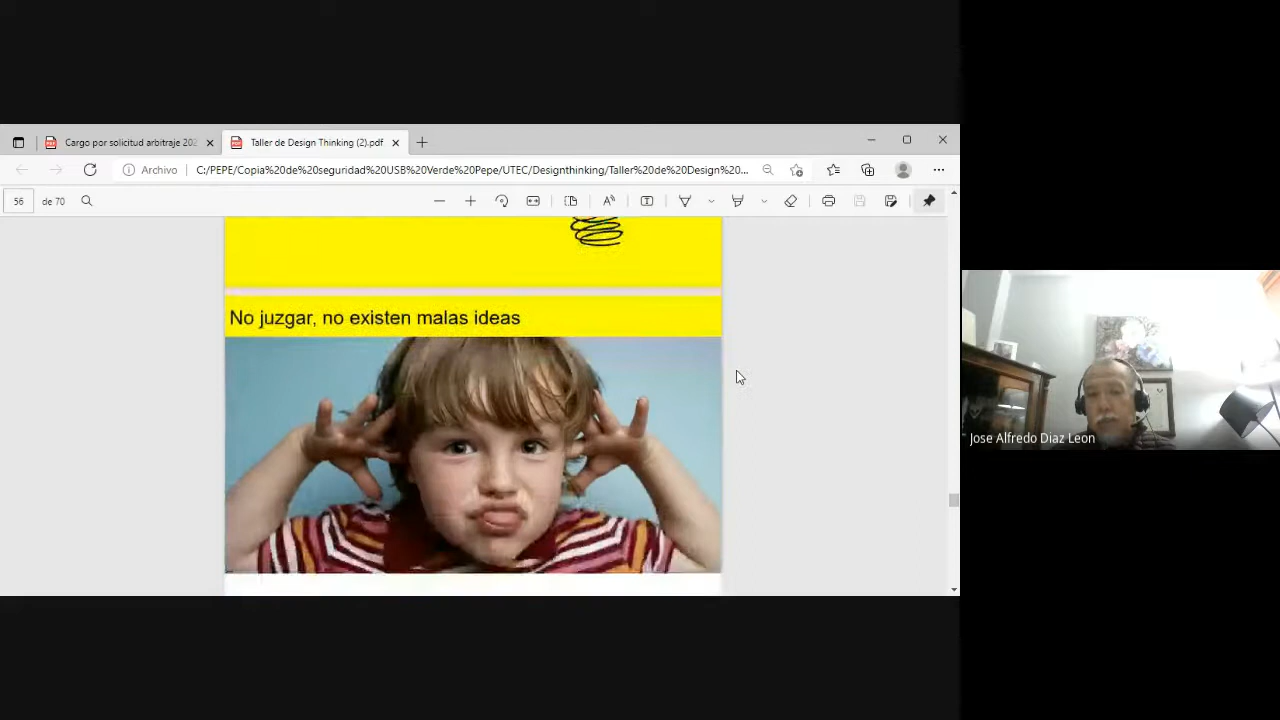 Cargo por solicitud arbitraje 202
Taller de Design Thinking (2).pdf
Archivo
C:/PEPE/Copia%20de%20seguridad%20USB%20Verde%20Pepe/UTEC/Designthinking/Taller%20de%20Design%20...
56 de 70
No juzgar, no existen malas ideas
Jose Alfredo Diaz Leon